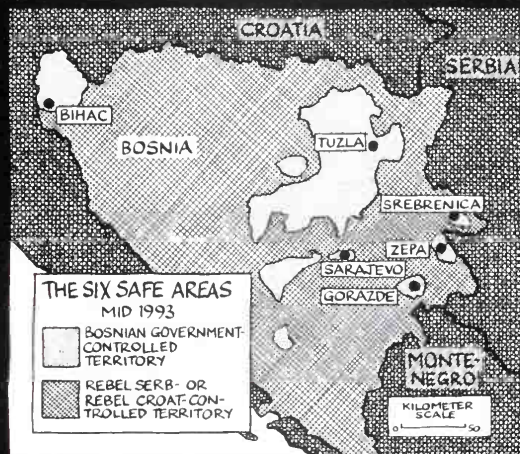 CROATIA
SERBIA
BIHAC
BOSNIA
TUZLA
SREBRENICA
ZEPA
SARAJEVO
GORAZDE
THE SIX SAFE AREAS
MID 1993
BOSNIAN GOVERNMENT-
CONTROLLED
TERRITORY
REBEL SERB- OR
REBEL CROAT-CON-
TROLLED TERRITORY
MONTE-
NEGRO
KILOMETER
SCALE
0 50